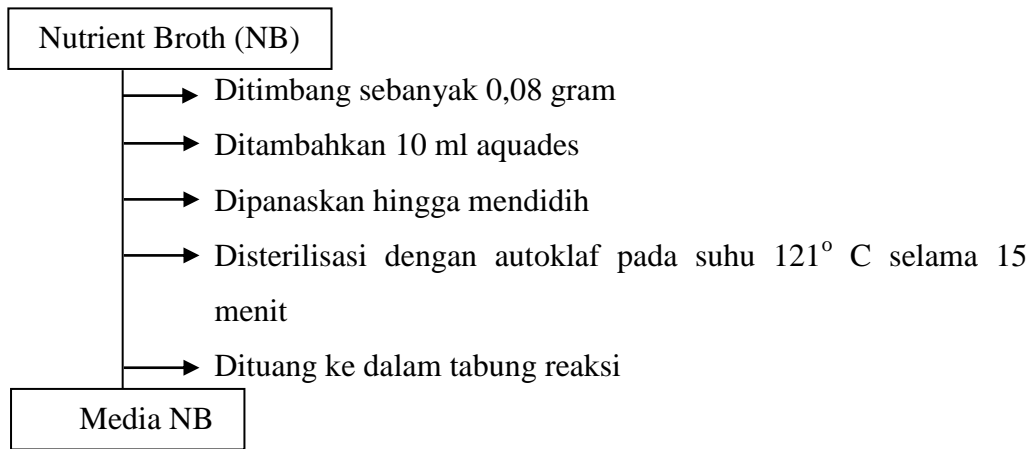 Nutrient Broth (NB)
Ditimbang sebanyak 0,08 gram
Ditambahkan 10 ml aquades
Dipanaskan hingga mendidih
Disterilisasi dengan autoklaf pada suhu 121° C selama 15
menit
Dituang ke dalam tabung reaksi
Media NB